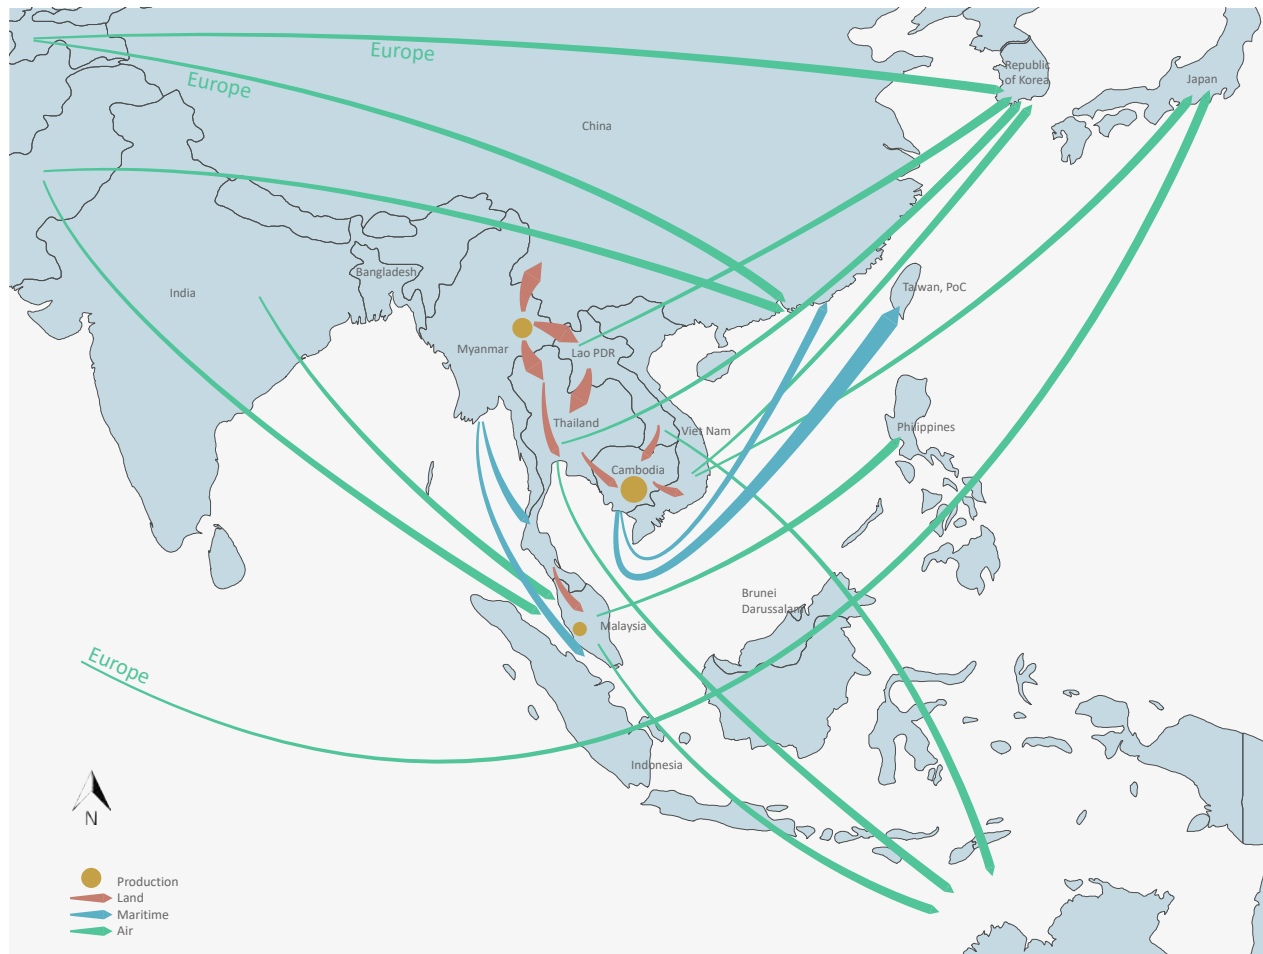 Europe
Europe
Republic
of Korea
Japan
China
Bangladesh
India
Taiwan, PoC
Myanmar
Lao PDR
Thailand
Viet Nam
Philippines
Cambodia
Brunei
Darussalam
Malaysia
Europe
Indonesia
N
Production
Land
Maritime
Air